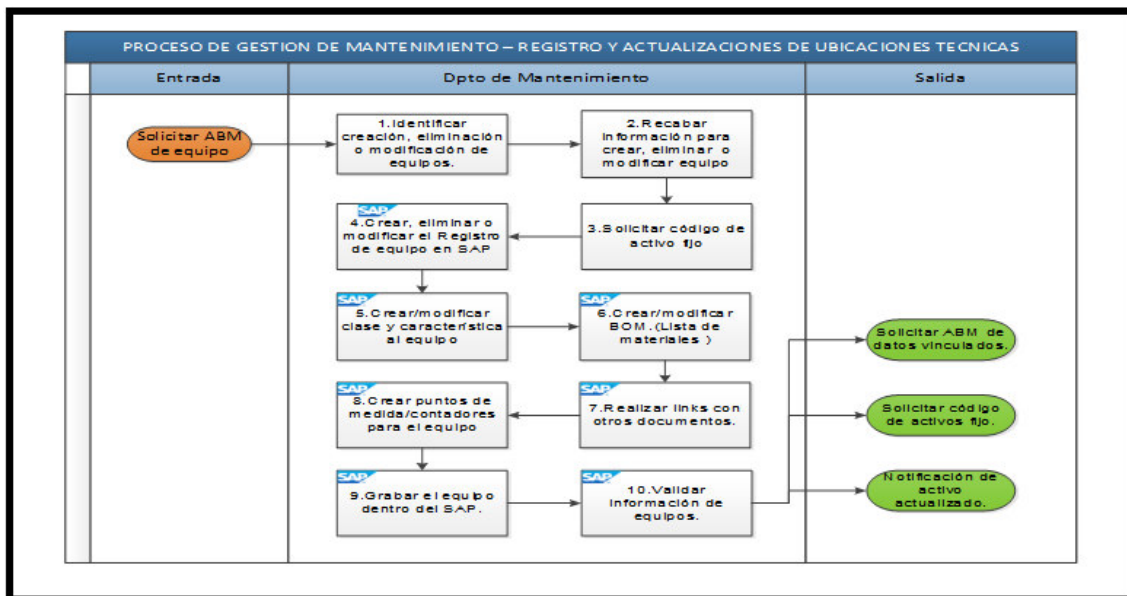 PROCESO DE GESTION DE MANTENIMIENTO – REGISTRO Y ACTUALIZACIONES DE UBICACIONES TECNICAS
Entrada
Dpto de Mantenimiento
Salida
Solicitar ABM
de equipo
1.Identificar
creación, eliminación
o modificación de
equipos.
2.Recabar
información para
crear, eliminar o
modificar equipo
3.Solicitar código de
activo fijo
SAP
4.Crear, eliminar o
modificar el Registro
de equipo en SAP
SAP
5.Crear/modificar
clase y característica
al equipo
SAP
6.Crear/modificar
BOM.(Lista de
materiales )
SAP
7.Realizar links con
otros documentos.
SAP
8.Crear puntos de
medida/contadores
para el equipo
SAP
9.Grabar el equipo
dentro del SAP.
SAP
10.Validar
información de
equipos.
Solicitar ABM de
datos vinculados.
Solicitar código
de activos fijo.
Notificación de
activo
actualizado.